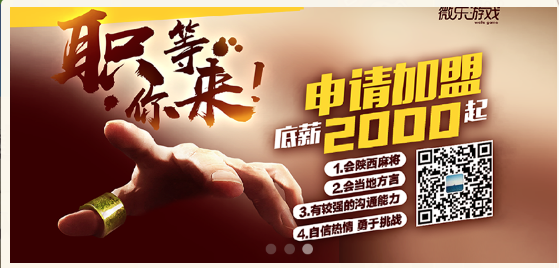 微乐游戏
职等你来!
申请加盟
底薪2000起
1.会陕西麻将
2.会当地方言
3.有较强的沟通能力
4.自信热情 勇于挑战